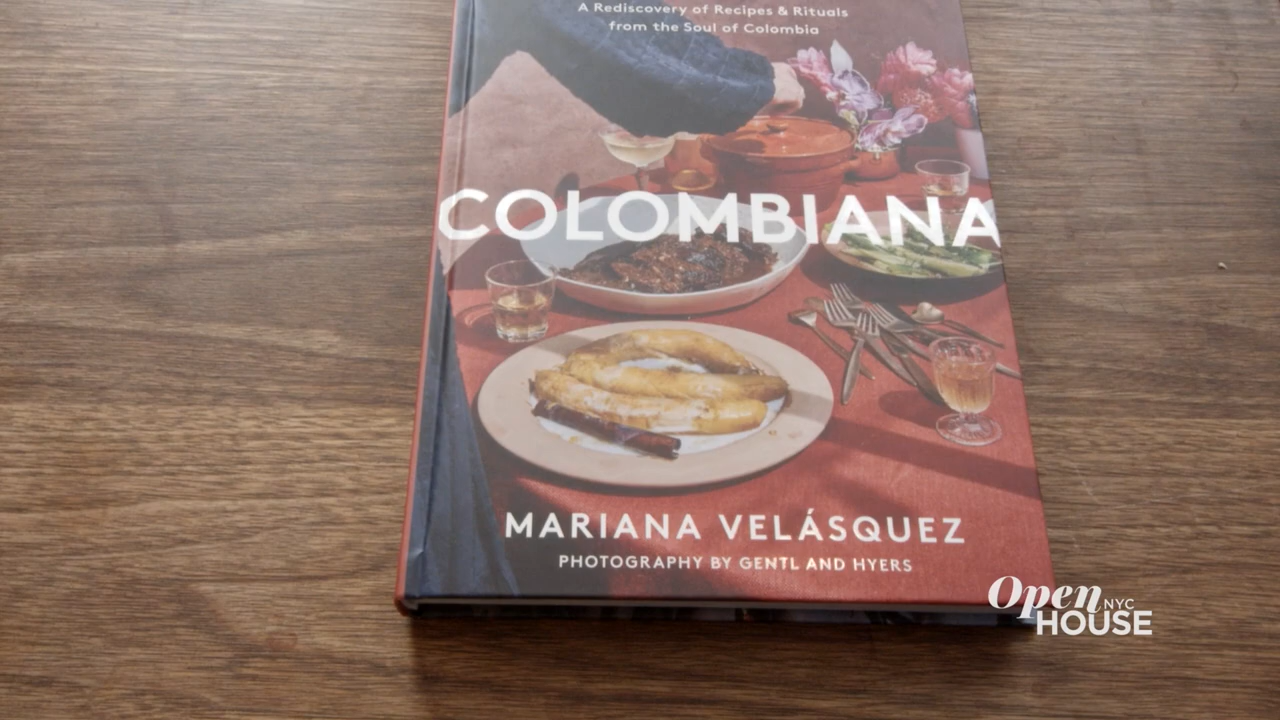 A Rediscovery of Recipes & Rituals
from the Soul of Colombia
COLOMBIANA
MARIANA VELÁSQUEZ
PHOTOGRAPHY BY GENTL AND HYERS
Open NYC
HOUSE